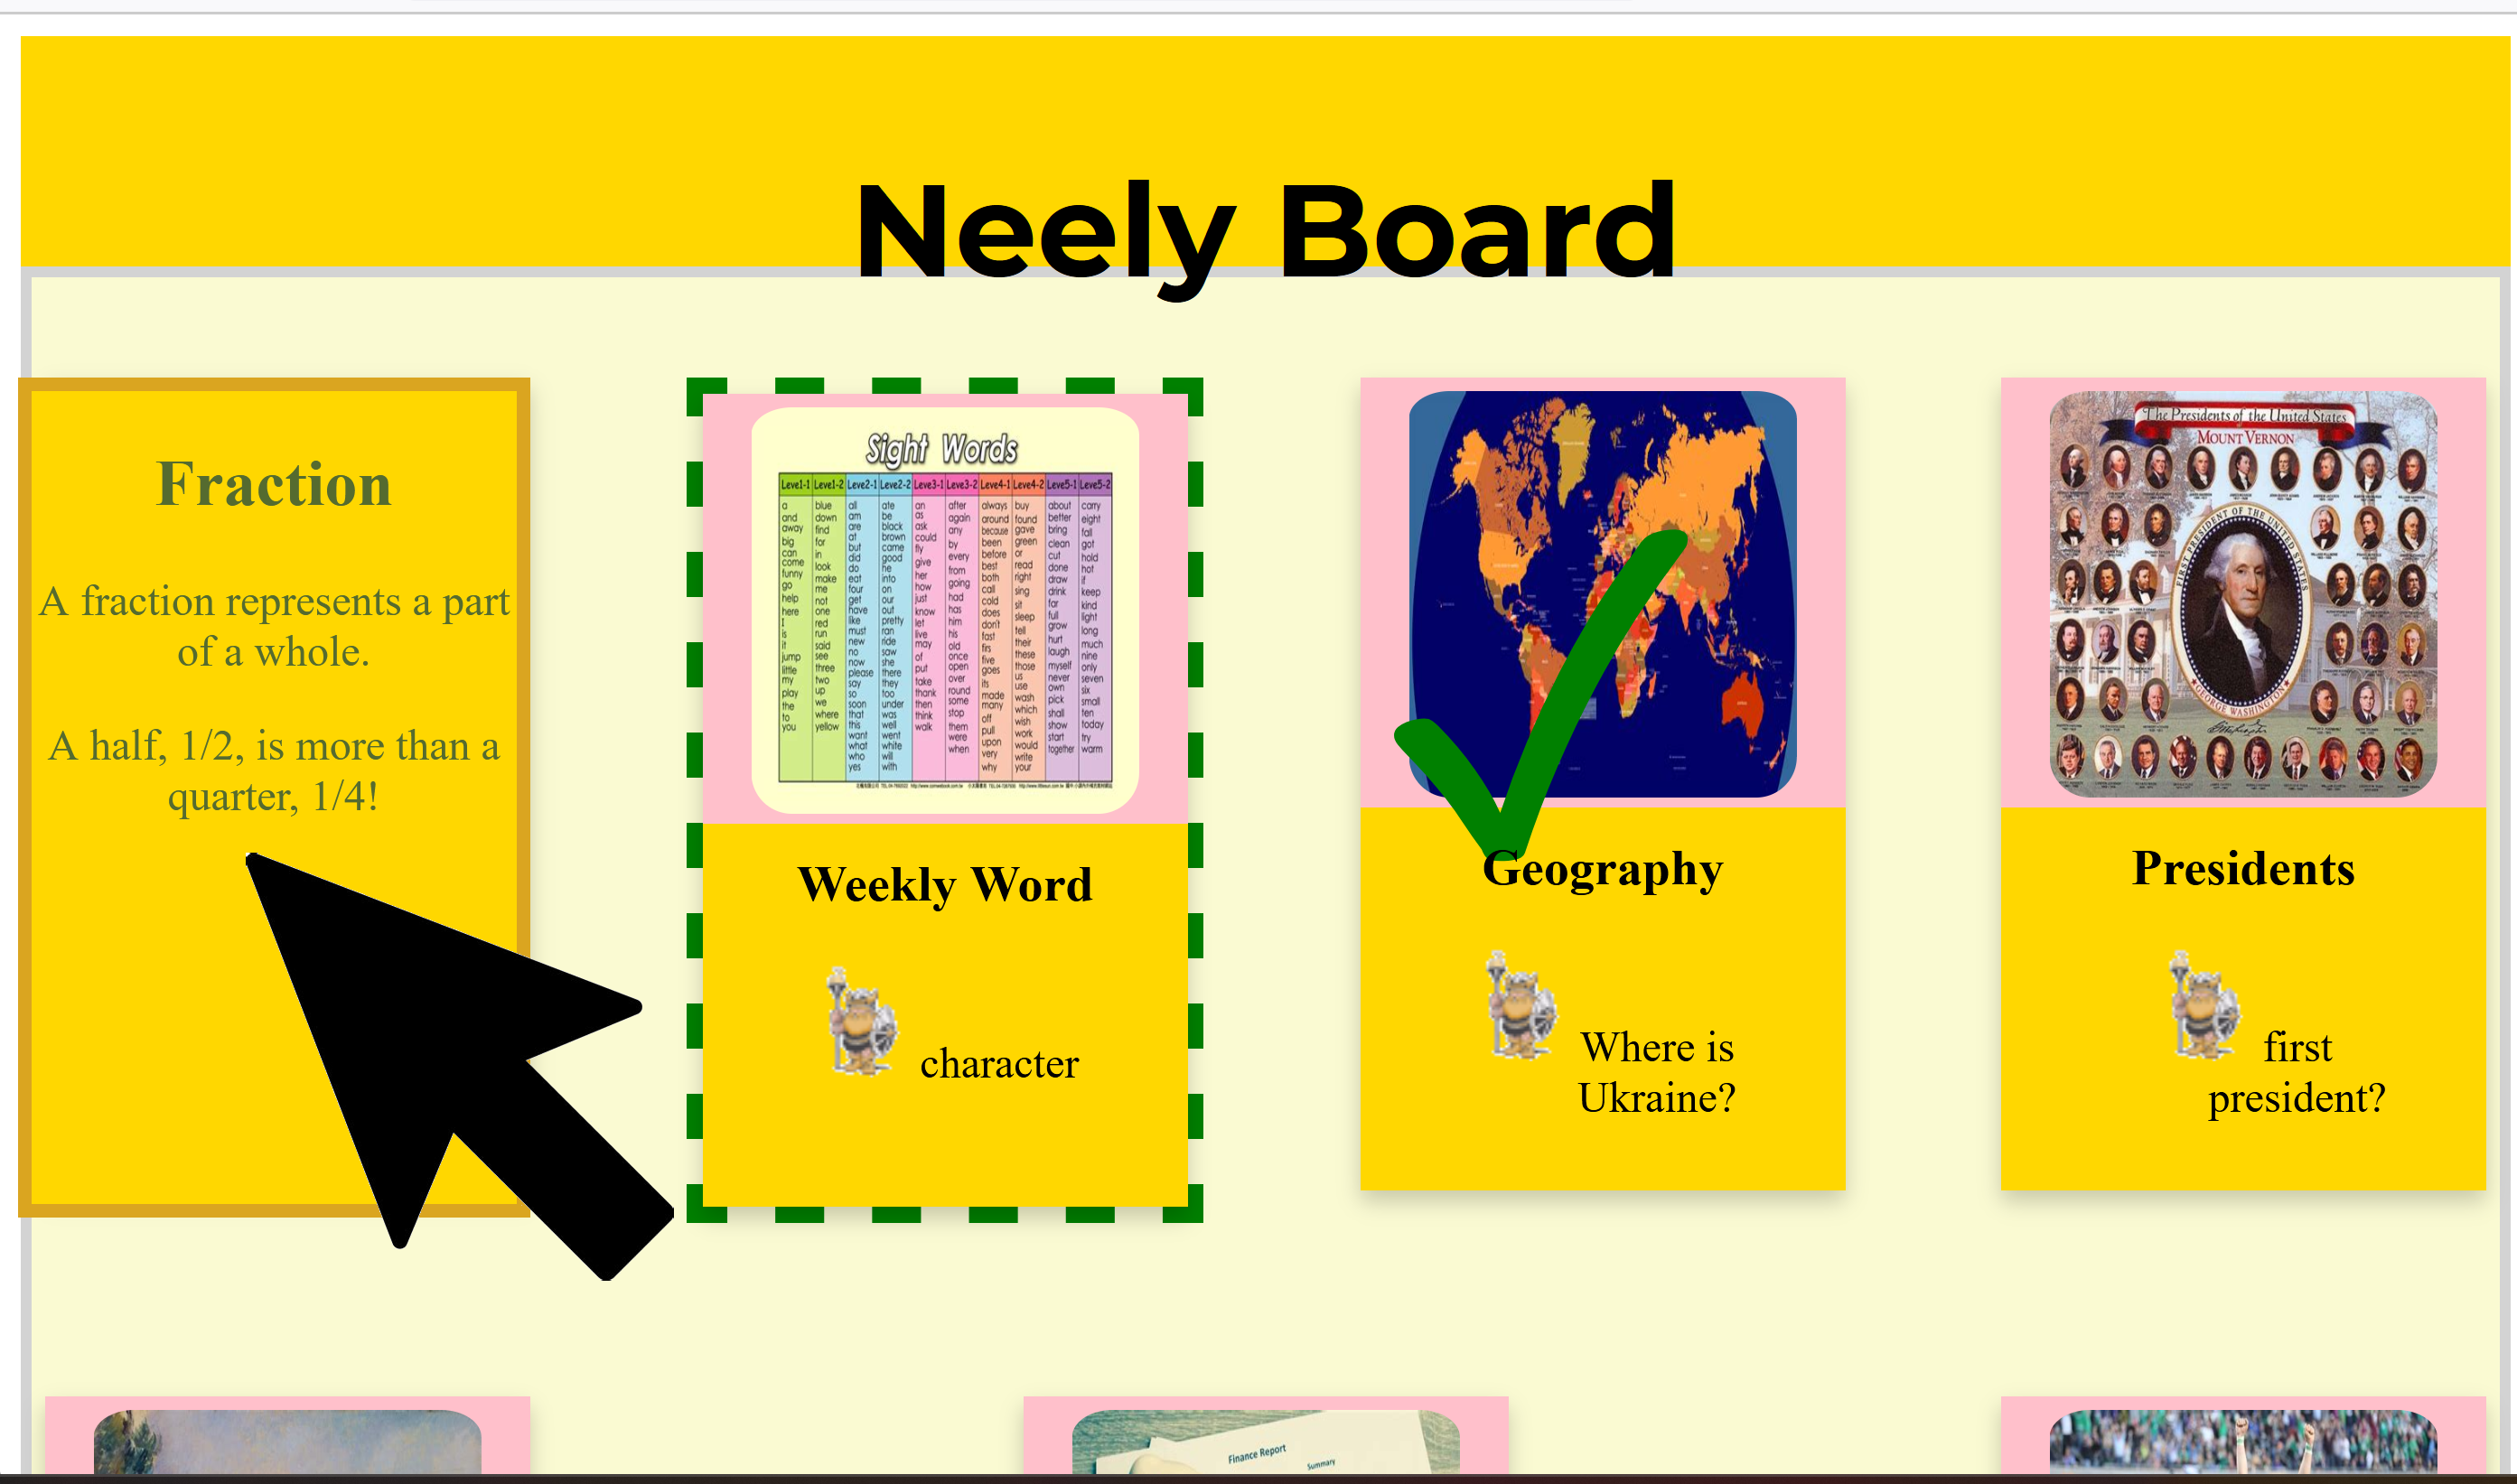 Neely Board
Fraction
A fraction represents a part
of a whole.
A half, 1/2, is more than a
quarter, 1/4!
Sight Words
Level1-1 Level1-2 Level2-1 Level2-2 Level3-1 Level3-2 Level4-1 Level4-2 Level5-1 Level5-2
a
and
away
big
can
come
funny
go
help
here
I
is
it
jump
little
my
play
the
to
you
blue
down
find
for
in
look
make
me
not
one
red
run
said
see
three
two
up
we
where
yellow
all
am
are
at
but
did
do
eat
four
get
have
like
must
new
no
now
please
say
so
soon
that
this
want
what
who
yes
ate
be
black
brown
came
good
he
into
on
our
out
pretty
ran
ride
saw
she
there
they
too
under
was
well
went
white
will
with
an
as
ask
could
fly
give
her
how
just
know
let
live
may
of
put
take
thank
then
think
walk
after
again
any
by
every
from
going
had
has
him
his
old
once
open
over
round
some
stop
them
were
when
always
around
because
been
before
best
both
call
cold
does
don't
fast
firs
five
goes
its
made
many
off
pull
upon
very
why
buy
found
gave
green
or
read
right
sing
sit
sleep
tell
their
these
those
us
use
wash
which
wish
work
would
write
your
about
better
bring
clean
cut
done
draw
drink
far
full
grow
hurt
laugh
myself
never
own
pick
shall
show
start
together
carry
eight
fall
got
hold
hot
if
keep
kind
light
long
much
nine
only
seven
six
small
ten
today
try
warm
Weekly Word
character
Geography
Where is
Ukraine?
The Presidents of the United States
MOUNT VERNON
FIRST PRESIDENT OF THE UNITED STATES
GEORGE WASHINGTON
Presidents
first
president?
Finance Report
Summary